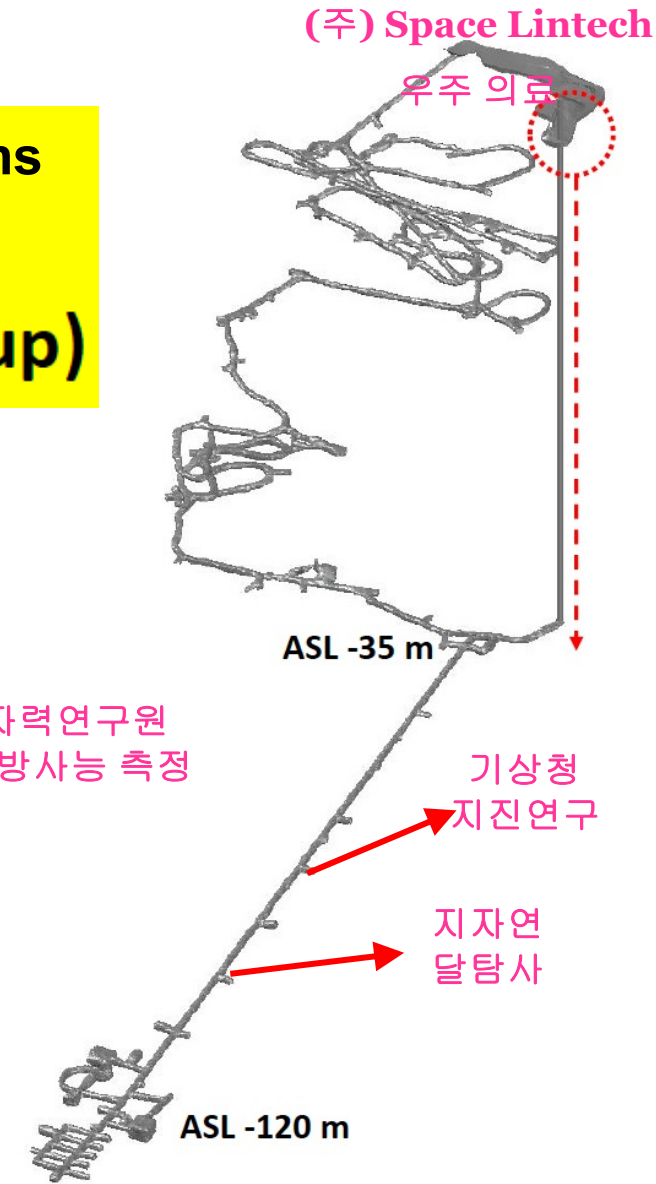 (주) Space Lintech
우주 의료
ns
up)
ASL -35 m
자력연구원
방사능 측정
기상청
지진연구
지자연
달탐사
ASL -120 m